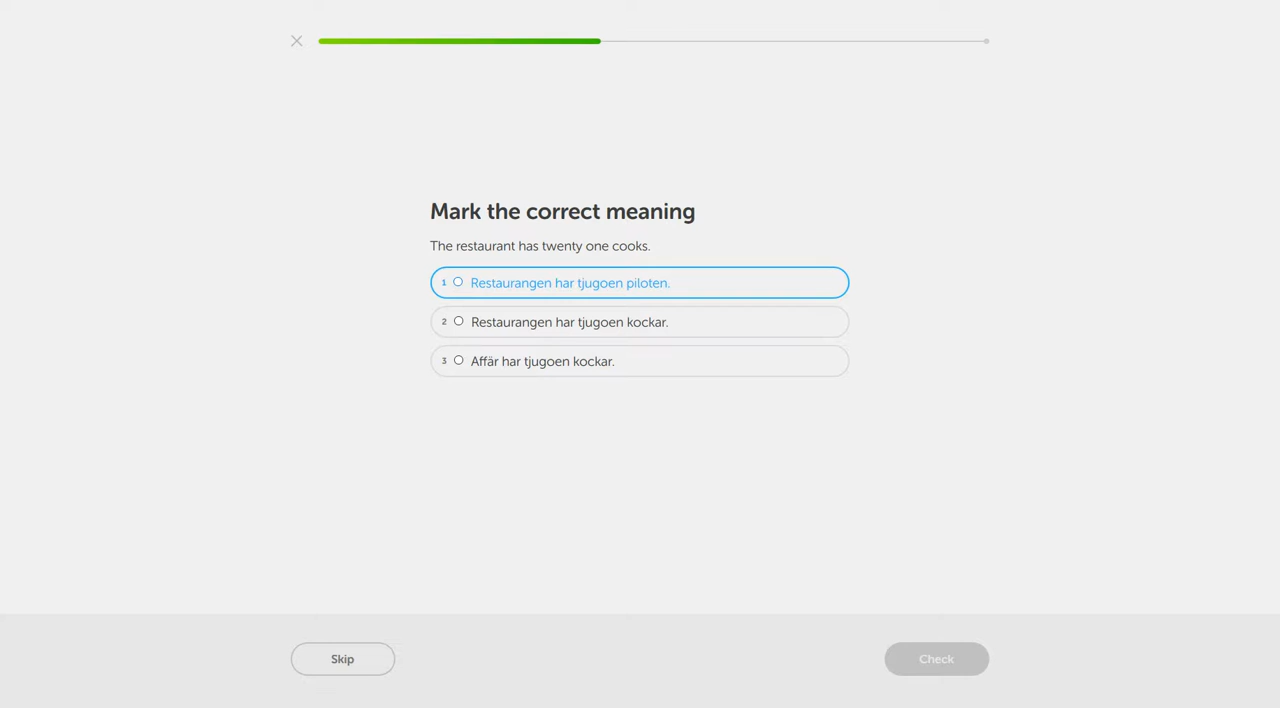 Mark the correct meaning
The restaurant has twenty one cooks.
1 Restaurangen har tjugoen piloten.
2 Restaurangen har tjugoen kockar.
3 Affär har tjugoen kockar.
Skip Check